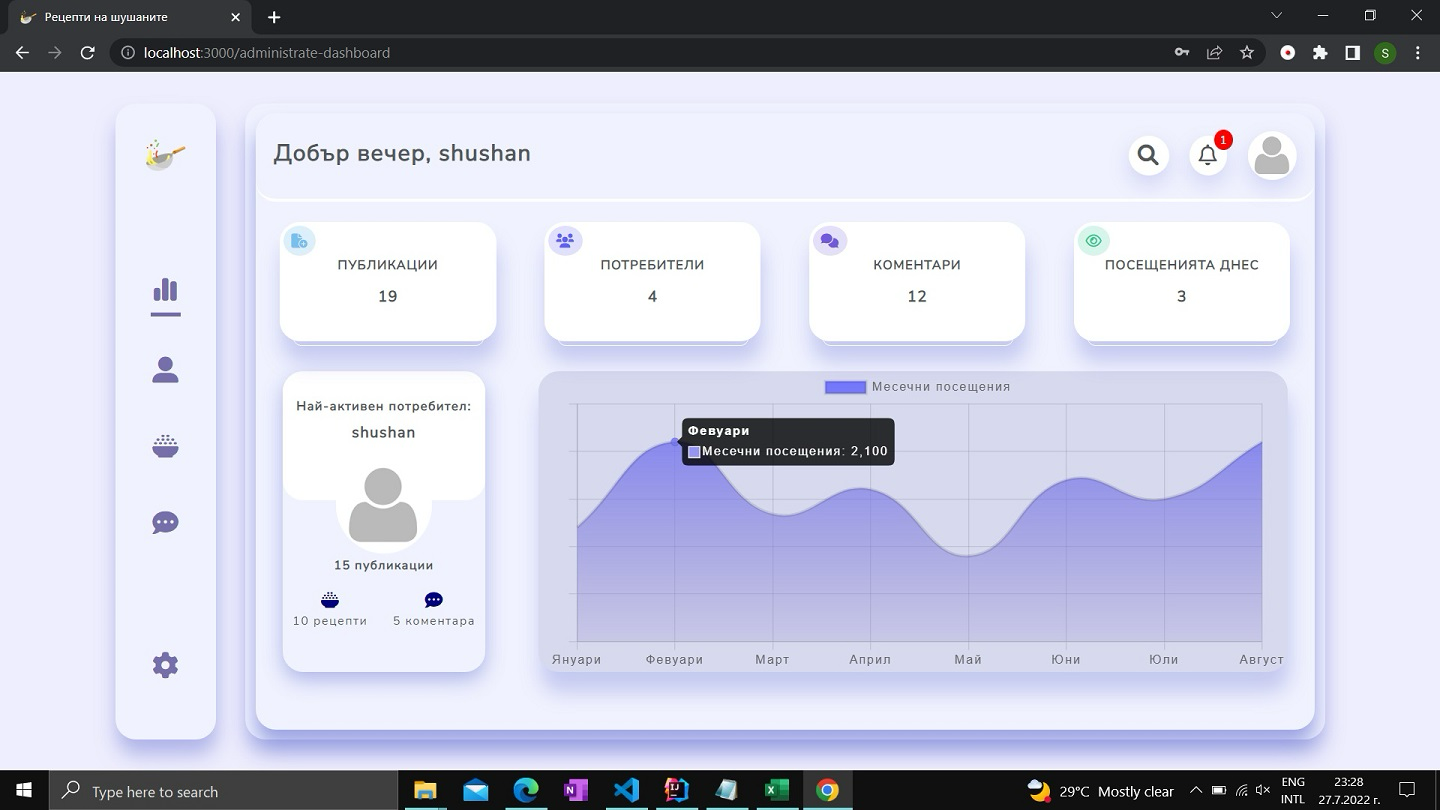 Рецепти на шушаните
localhost:3000/administrate-dashboard
S
Добър вечер, shushan
1
ПУБЛИКАЦИИ
19
ПОТРЕБИТЕЛИ
4
КОМЕНТАРИ
12
ПОСЕЩЕНИЯТА ДНЕС
3
Най-активен потребител:
shushan
15 публикации
10 рецепти
5 коментара
Месечни посещения
Февуари
Месечни посещения: 2,100
Януари
Февуари
Март
Април
Май
Юни
Юли
Август
Type here to search
29°C Mostly clear
ENG
INTL
23:28
27.7.2022 г.